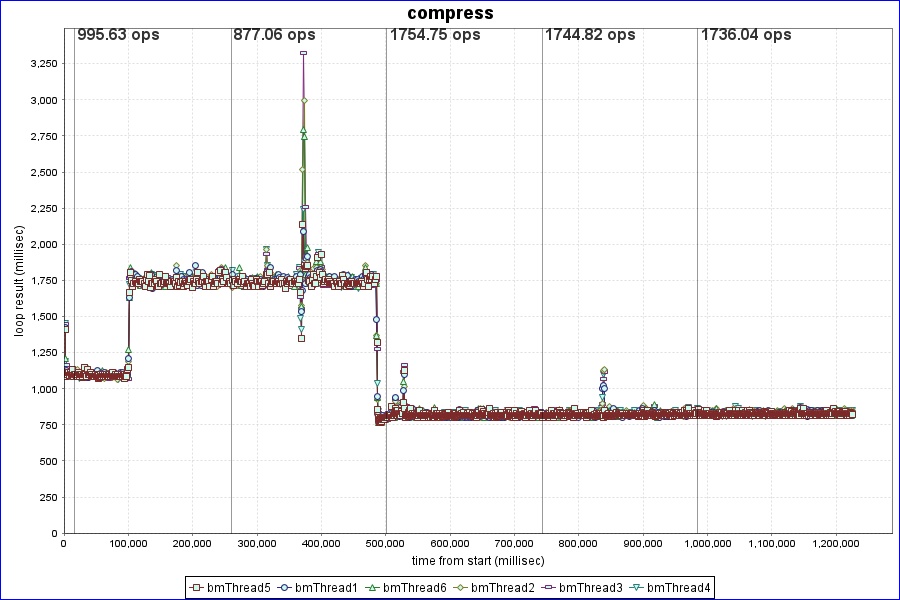 compress
995.63 ops 877.06 ops 1754.75 ops 1744.82 ops 1736.04 ops
3,250
3,000
2,750
2,500
2,250
2,000
1,750
1,500
1,250
1,000
750
500
250
0
loop result (millisec)
0 100,000 200,000 300,000 400,000 500,000 600,000 700,000 800,000 900,000 1,000,000 1,100,000 1,200,000
time from start (millisec)
bmThread5 bmThread1 bmThread6 bmThread2 bmThread3 bmThread4